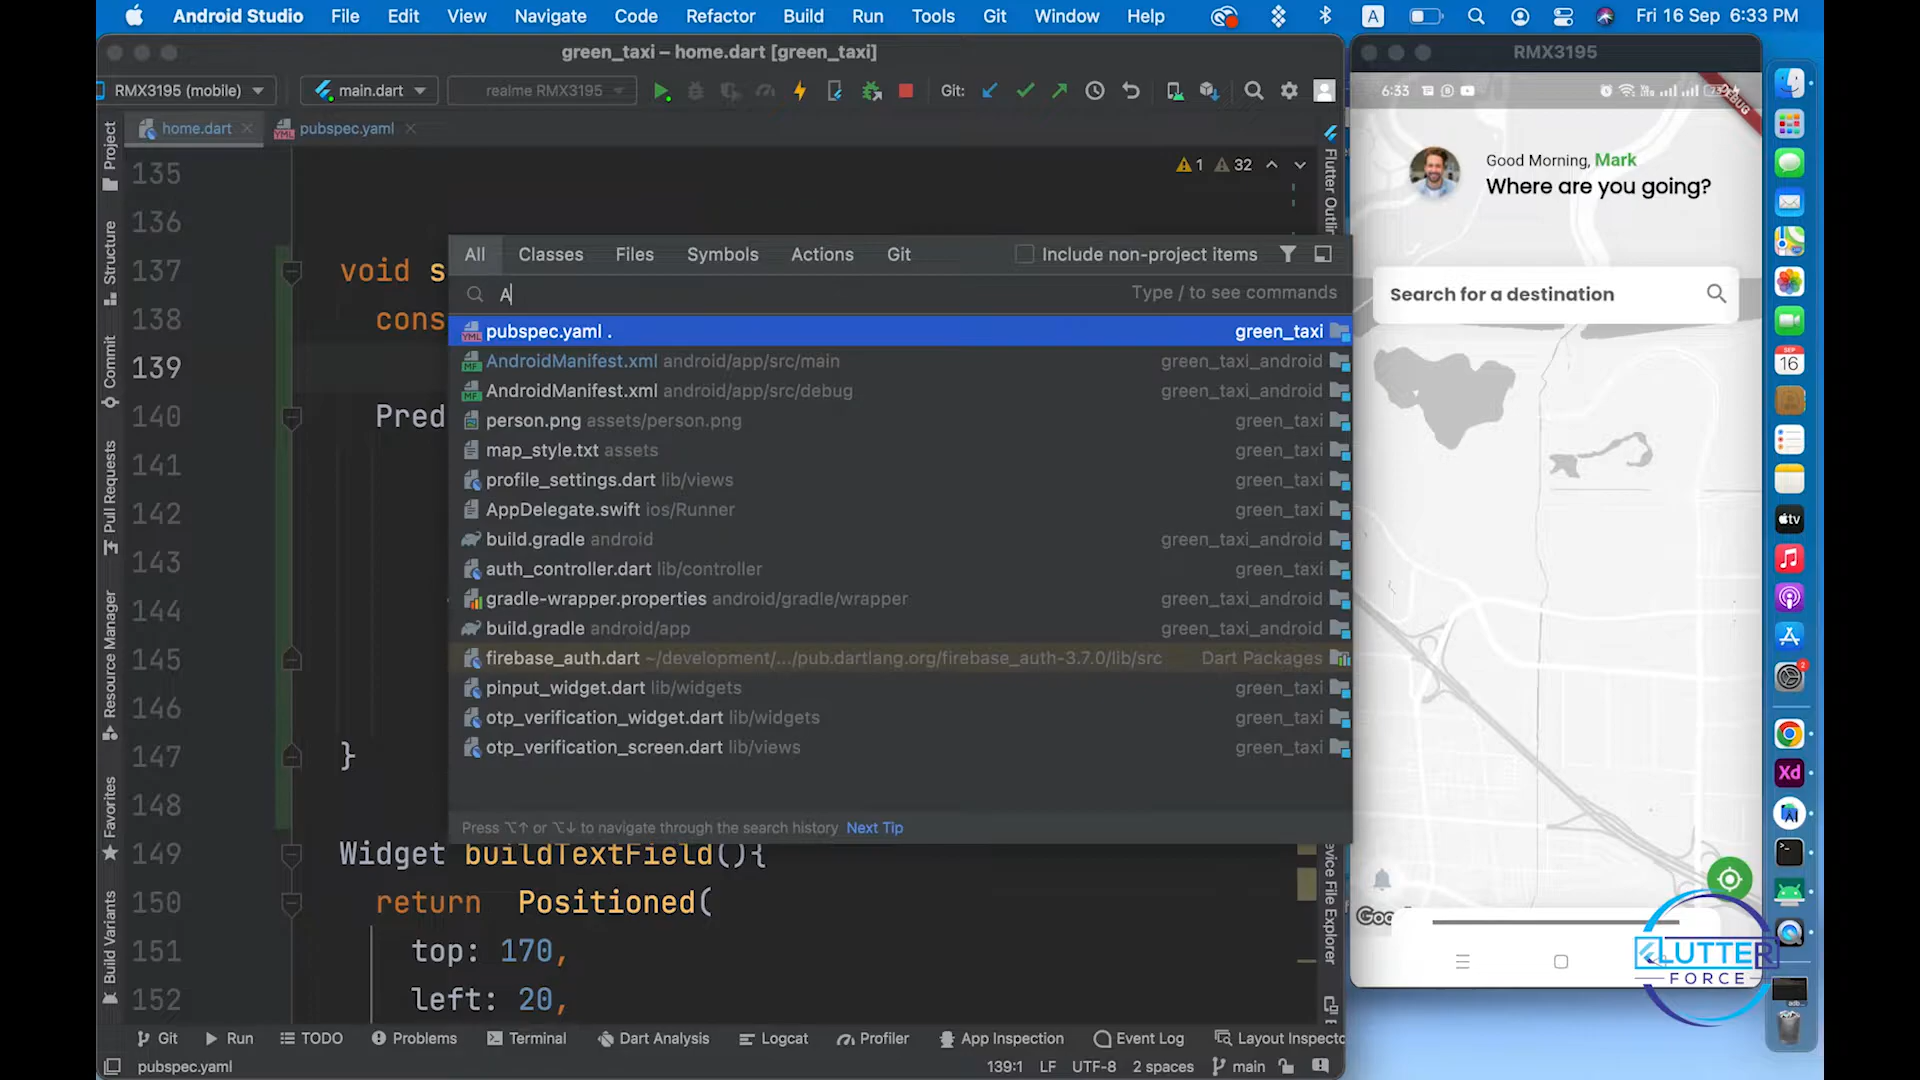 Android Studio File Edit View Navigate Code Refactor Build Run Tools Git Window Help A Fri 16 Sep 6:33 PM
green_taxi – home.dart [green_taxi]
RMX3195
RMX3195 (mobile) main.dart realme RMX3195 Git:
home.dart pubspec.yaml
6:33
DEBUG
Good Morning, Mark
Where are you going?
Search for a destination
Project
Structure
Commit
Pull Requests
Resource Manager
Favorites
Build Variants
1 32
135
136
137 void s
138 cons
139
140 Pred
141
142
143
144
145
146
147 }
148
149 Widget buildTextField(){
150 return Positioned(
151 top: 170,
152 left: 20,
All Classes Files Symbols Actions Git Include non-project items
A Type / to see commands
pubspec.yaml . green_taxi
AndroidManifest.xml android/app/src/main green_taxi_android
AndroidManifest.xml android/app/src/debug green_taxi_android
person.png assets/person.png green_taxi
map_style.txt assets green_taxi
profile_settings.dart lib/views green_taxi
AppDelegate.swift ios/Runner green_taxi
build.gradle android green_taxi_android
auth_controller.dart lib/controller green_taxi
gradle-wrapper.properties android/gradle/wrapper green_taxi_android
build.gradle android/app green_taxi_android
firebase_auth.dart ~/development/.../pub.dartlang.org/firebase_auth-3.7.0/lib/src Dart Packages
pinput_widget.dart lib/widgets green_taxi
otp_verification_widget.dart lib/widgets green_taxi
otp_verification_screen.dart lib/views green_taxi
Press ⌥↑ or ⌥↓ to navigate through the search history Next Tip
Flutter Outlin
evice File Explorer
Goo
FLUTTER
FORCE
SEP
16
tv
2
Xd
Git Run TODO Problems Terminal Dart Analysis Logcat Profiler App Inspection Event Log Layout Inspecto
pubspec.yaml 139:1 LF UTF-8 2 spaces main